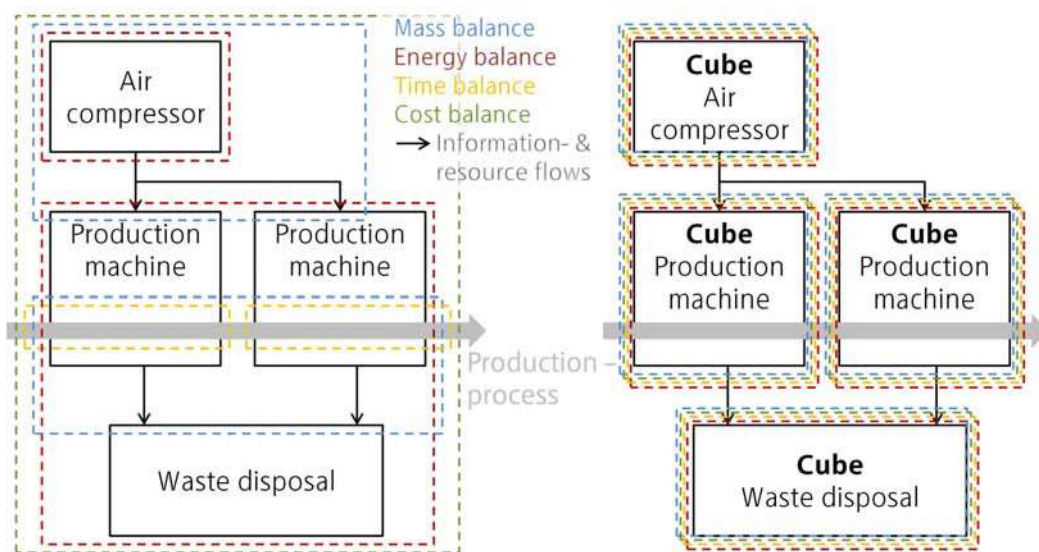 Air
compressor
Mass balance
Energy balance
Time balance
Cost balance
Information- &
resource flows
Production
machine
Production
machine
Production –
process
Waste disposal
Cube
Air
compressor
Cube
Production
machine
Cube
Production
machine
Cube
Waste disposal